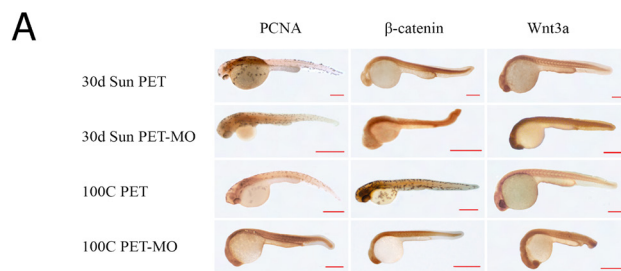 A
PCNA β-catenin Wnt3a
30d Sun PET
30d Sun PET-MO
100C PET
100C PET-MO